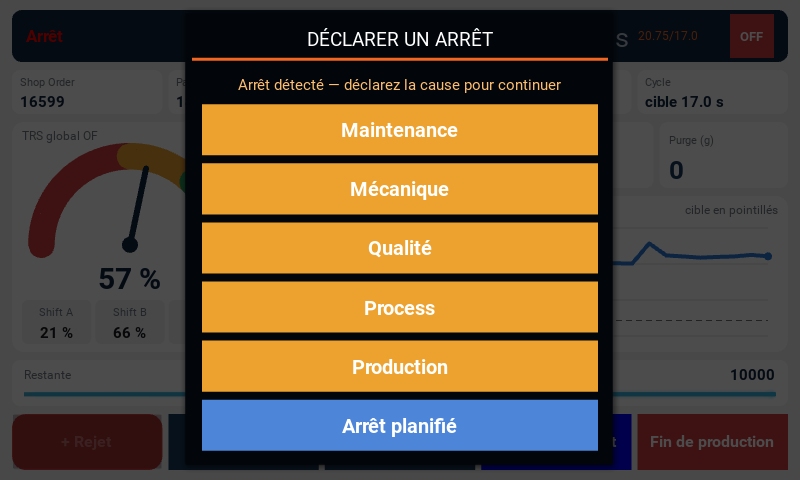 DÉCLARER UN ARRÊT
Arrêt détecté — déclarez la cause pour continuer
Maintenance
Mécanique
Qualité
Process
Production
Arrêt planifié
Arrêt
s
20.75/17.0
OFF
Shop Order
16599
Cycle
cible 17.0 s
TRS global OF
57 %
Shift A
21 %
Shift B
66 %
Purge (g)
0
cible en pointillés
Restante
10000
+ Rejet
Fin de production